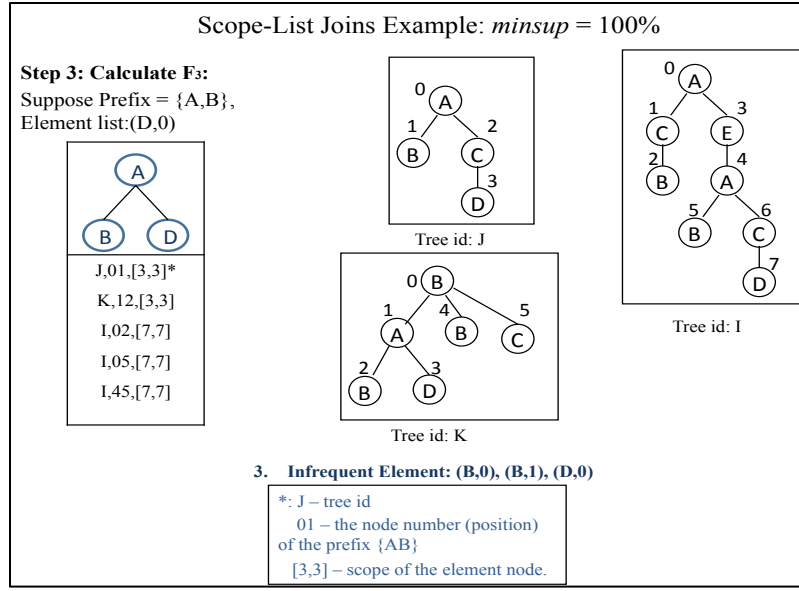 Scope-List Joins Example: minsup = 100%
Step 3: Calculate F₃:
Suppose Prefix = {A,B},
Element list:(D,0)
A
B D
J,01,[3,3]*
K,12,[3,3]
I,02,[7,7]
I,05,[7,7]
I,45,[7,7]
0 A
1 2
B C
3
D
Tree id: J
0 B
1 4 5
A B C
2 3
B D
Tree id: K
0 A
1 3
C E
2 4
B A
5 6
B C
7
D
Tree id: I
3. Infrequent Element: (B,0), (B,1), (D,0)
*: J – tree id
01 – the node number (position)
of the prefix {AB}
[3,3] – scope of the element node.